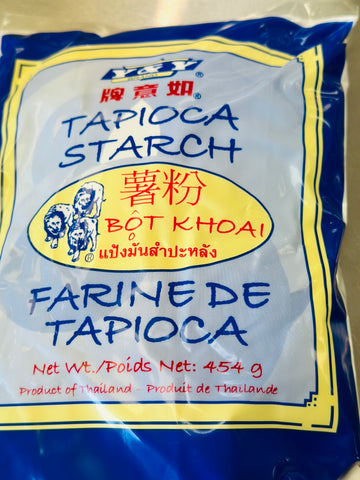 Y&Y
BRAND
®
牌意如®
TAPIOCA
STARCH
薯粉
BỘT KHOAI
แป้งมันสำปะหลัง
®
FARINE DE
TAPIOCA
Net Wt./Poids Net: 454 g
Product of Thailand - Produit de Thailande